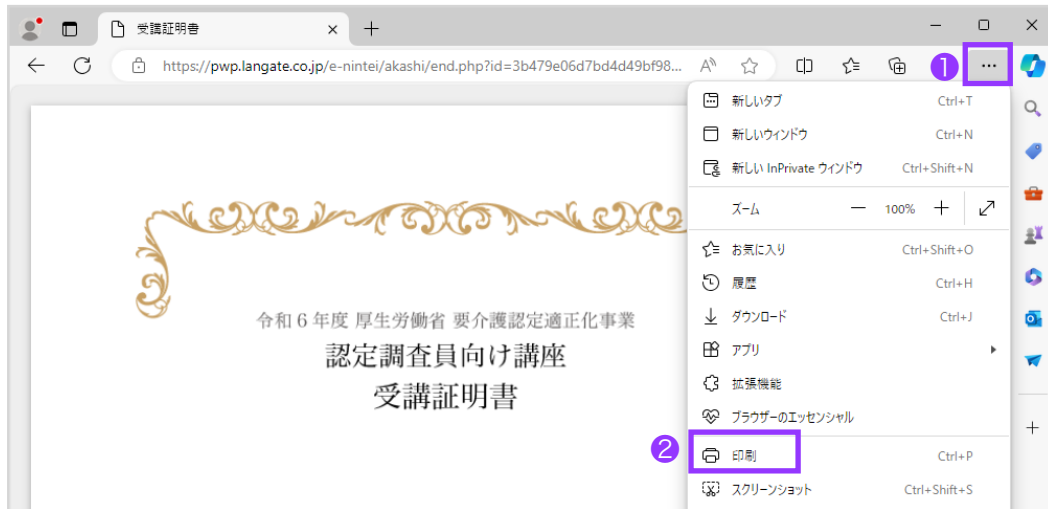 受講証明書
https://pwp.langate.co.jp/e-nintei/akashi/end.php?id=3b479e06d7bd4d49bf98...
1
新しいタブ Ctrl+T
新しいウィンドウ Ctrl+N
新しい InPrivate ウィンドウ Ctrl+Shift+N
ズーム 100%
お気に入り Ctrl+Shift+O
履歴 Ctrl+H
ダウンロード Ctrl+J
アプリ
拡張機能
ブラウザーのエッセンシャル
2 印刷 Ctrl+P
スクリーンショット Ctrl+Shift+S
令和6年度 厚生労働省 要介護認定適正化事業
認定調査員向け講座
受講証明書